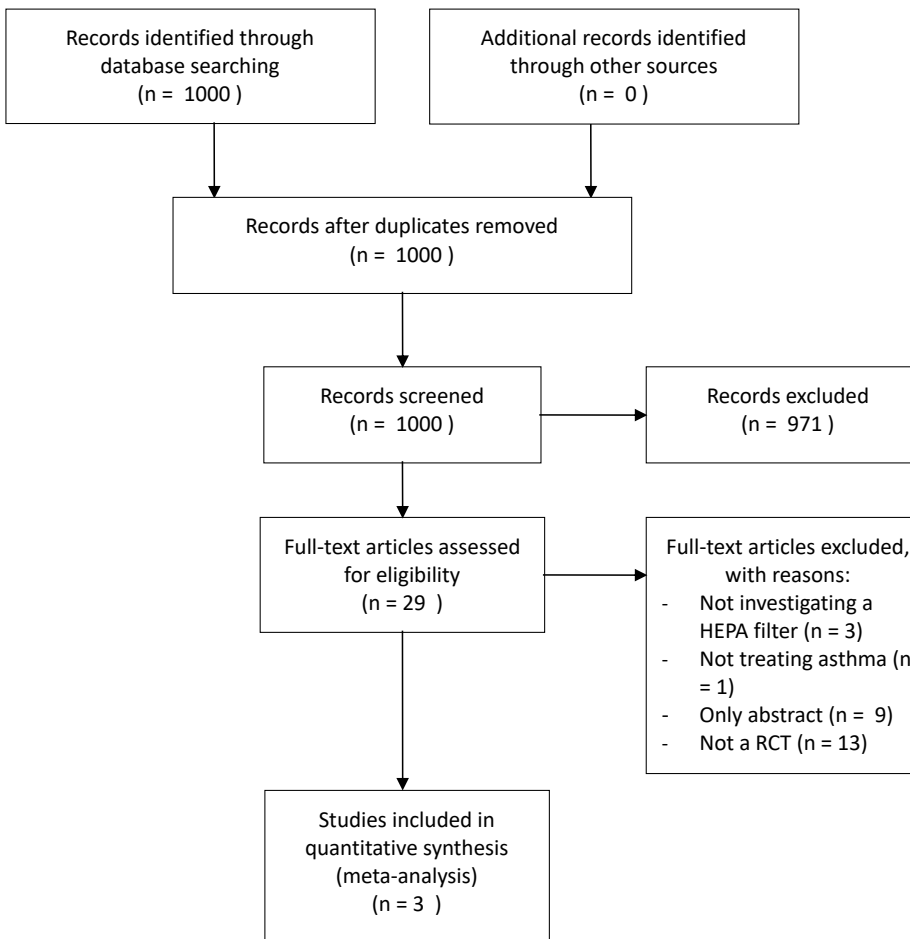 Records identified through
database searching
(n = 1000 )
Additional records identified
through other sources
(n = 0 )
Records after duplicates removed
(n = 1000 )
Records screened
(n = 1000 )
Records excluded
(n = 971 )
Full-text articles assessed
for eligibility
(n = 29 )
Full-text articles excluded,
with reasons:
- Not investigating a
HEPA filter (n = 3)
- Not treating asthma (n
= 1)
- Only abstract (n = 9)
- Not a RCT (n = 13)
Studies included in
quantitative synthesis
(meta-analysis)
(n = 3 )